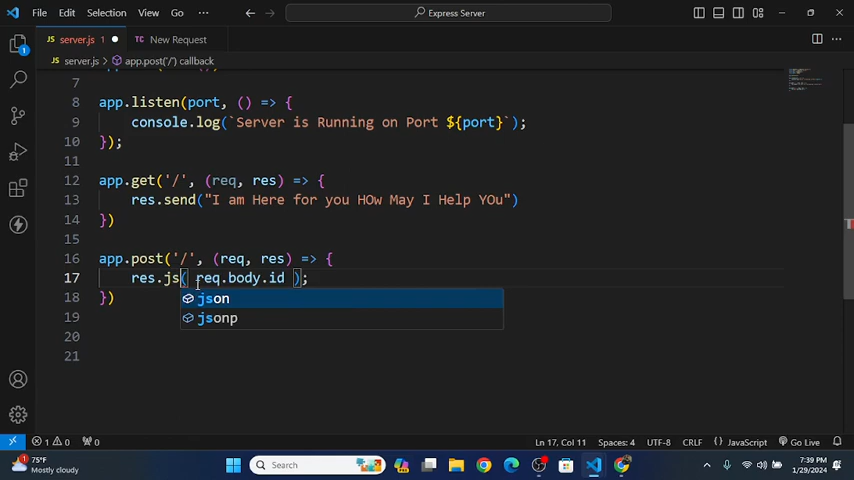 File Edit Selection View Go ··· Express Server
JS server.js 1 ● New Request
JS server.js > app.post('/') callback
7
8 app.listen(port, () => {
9 console.log(`Server is Running on Port ${port}`);
10 });
11
12 app.get('/', (req, res) => {
13 res.send("I am Here for you HOw May I Help YOu")
14 })
15
16 app.post('/', (req, res) => {
17 res.js( req.body.id );
18 })
json
19
jsonp
20
21
1 0 0 Ln 17, Col 11 Spaces: 4 UTF-8 CRLF JavaScript Go Live
75°F
Mostly cloudy
Search
7:39 PM
1/29/2024